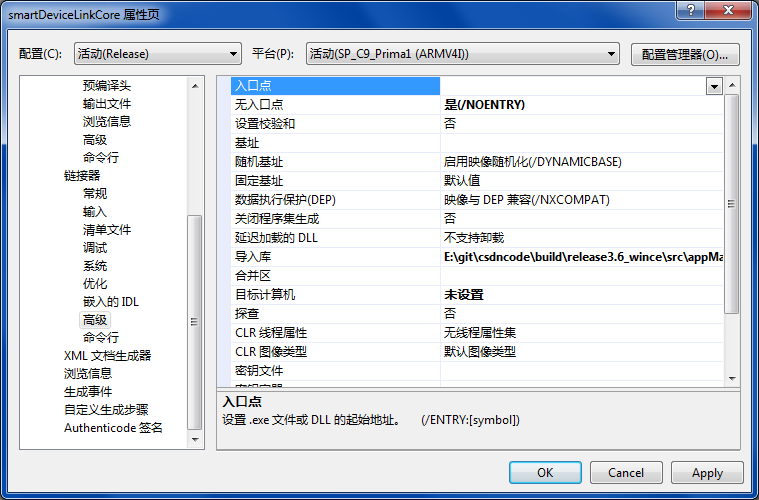 smartDeviceLinkCore 属性页
配置(C): 活动(Release) 平台(P): 活动(SP_C9_Prima1 (ARMV4I)) 配置管理器(O)...
预编译头
输出文件
浏览信息
高级
命令行
链接器
常规
输入
清单文件
调试
系统
优化
嵌入的 IDL
高级
命令行
XML 文档生成器
浏览信息
生成事件
自定义生成步骤
Authenticode 签名
入口点
无入口点 是(/NOENTRY)
设置校验和 否
基址
随机基址 启用映像随机化(/DYNAMICBASE)
固定基址 默认值
数据执行保护(DEP) 映像与 DEP 兼容(/NXCOMPAT)
关闭程序集生成 否
延迟加载的 DLL 不支持卸载
导入库 E:\git\csdncode\build\release3.6_wince\src\appMa
合并区
目标计算机 未设置
探查 否
CLR 线程属性 无线程属性集
CLR 图像类型 默认图像类型
密钥文件
入口点
设置 .exe 文件或 DLL 的起始地址。 (/ENTRY:[symbol])
OK Cancel Apply